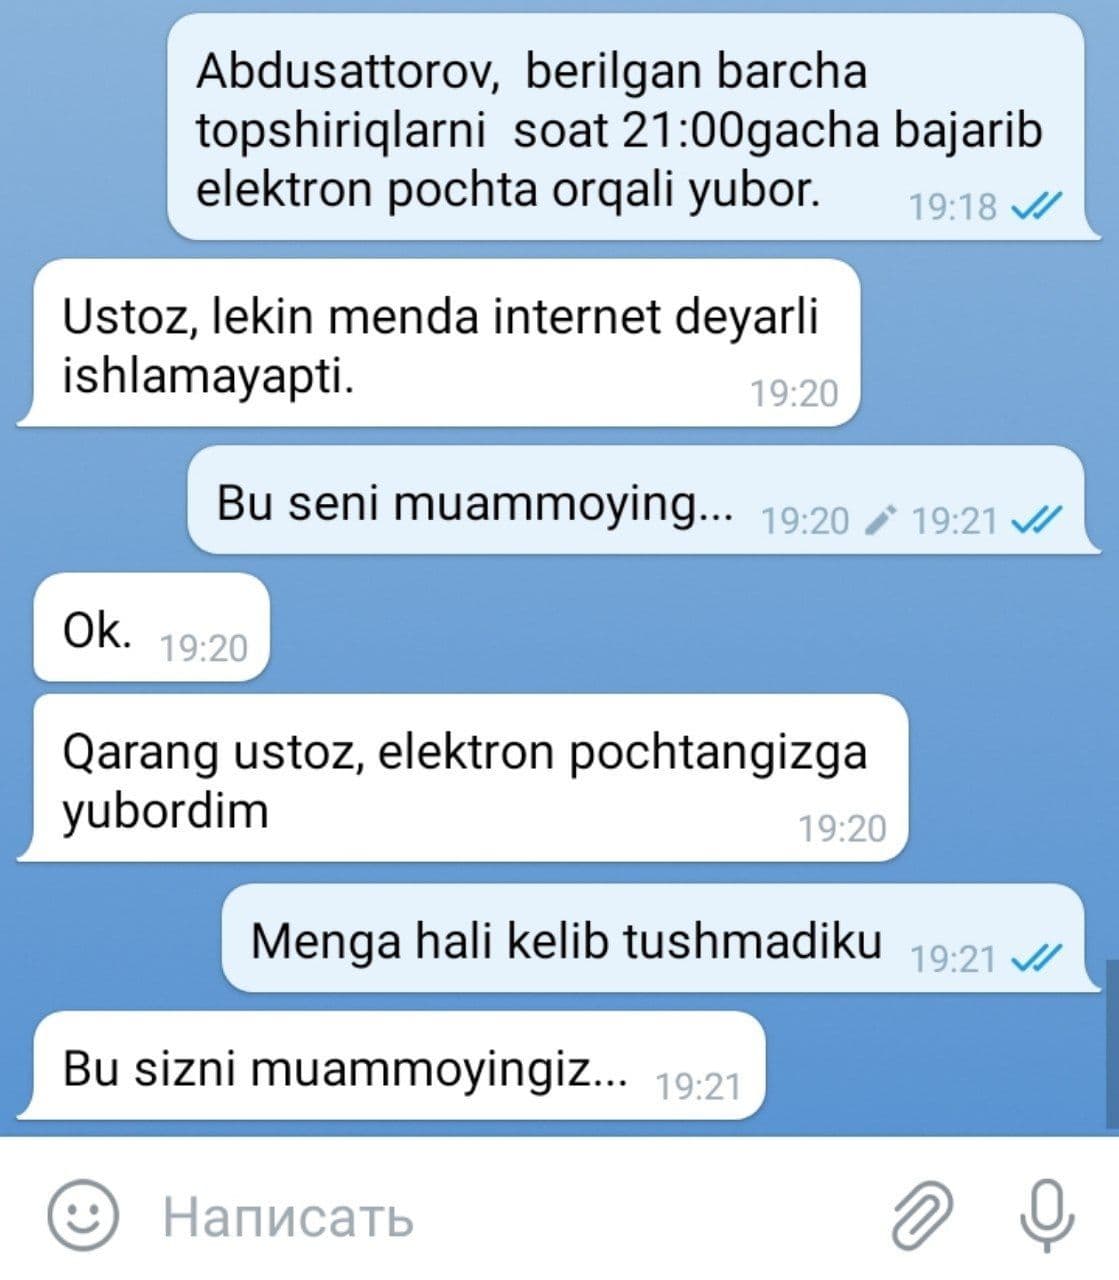 Abdusattorov,  berilgan barcha
topshiriqlarni  soat 21:00gacha bajarib
elektron pochta orqali yubor.
19:18
Ustoz, lekin menda internet deyarli
ishlamayapti.
19:20
Bu seni muammoying... 19:20 19:21
Ok. 19:20
Qarang ustoz, elektron pochtangizga
yubordim
19:20
Menga hali kelib tushmadiku 19:21
Bu sizni muammoyingiz... 19:21
Написать